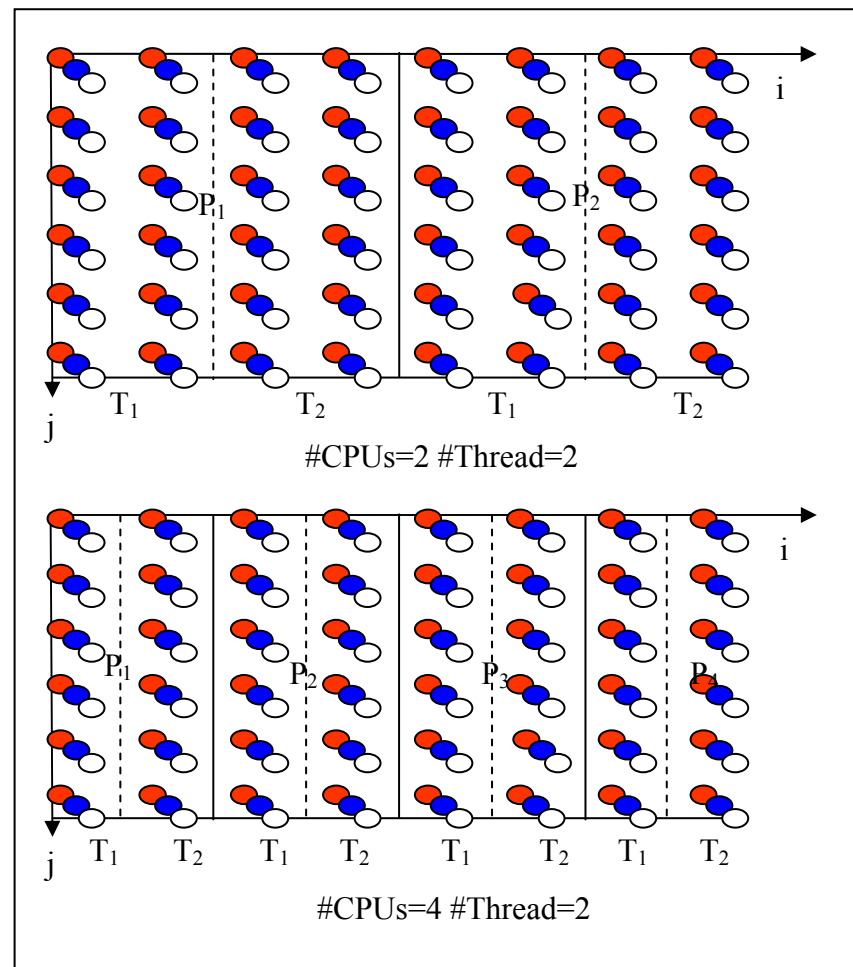 i
P₁ P₂
T₁ T₂ T₁ T₂
j
#CPUs=2 #Thread=2
i
P₁ P₂ P₃ P₄
T₁ T₂ T₁ T₂ T₁ T₂ T₁ T₂
j
#CPUs=4 #Thread=2